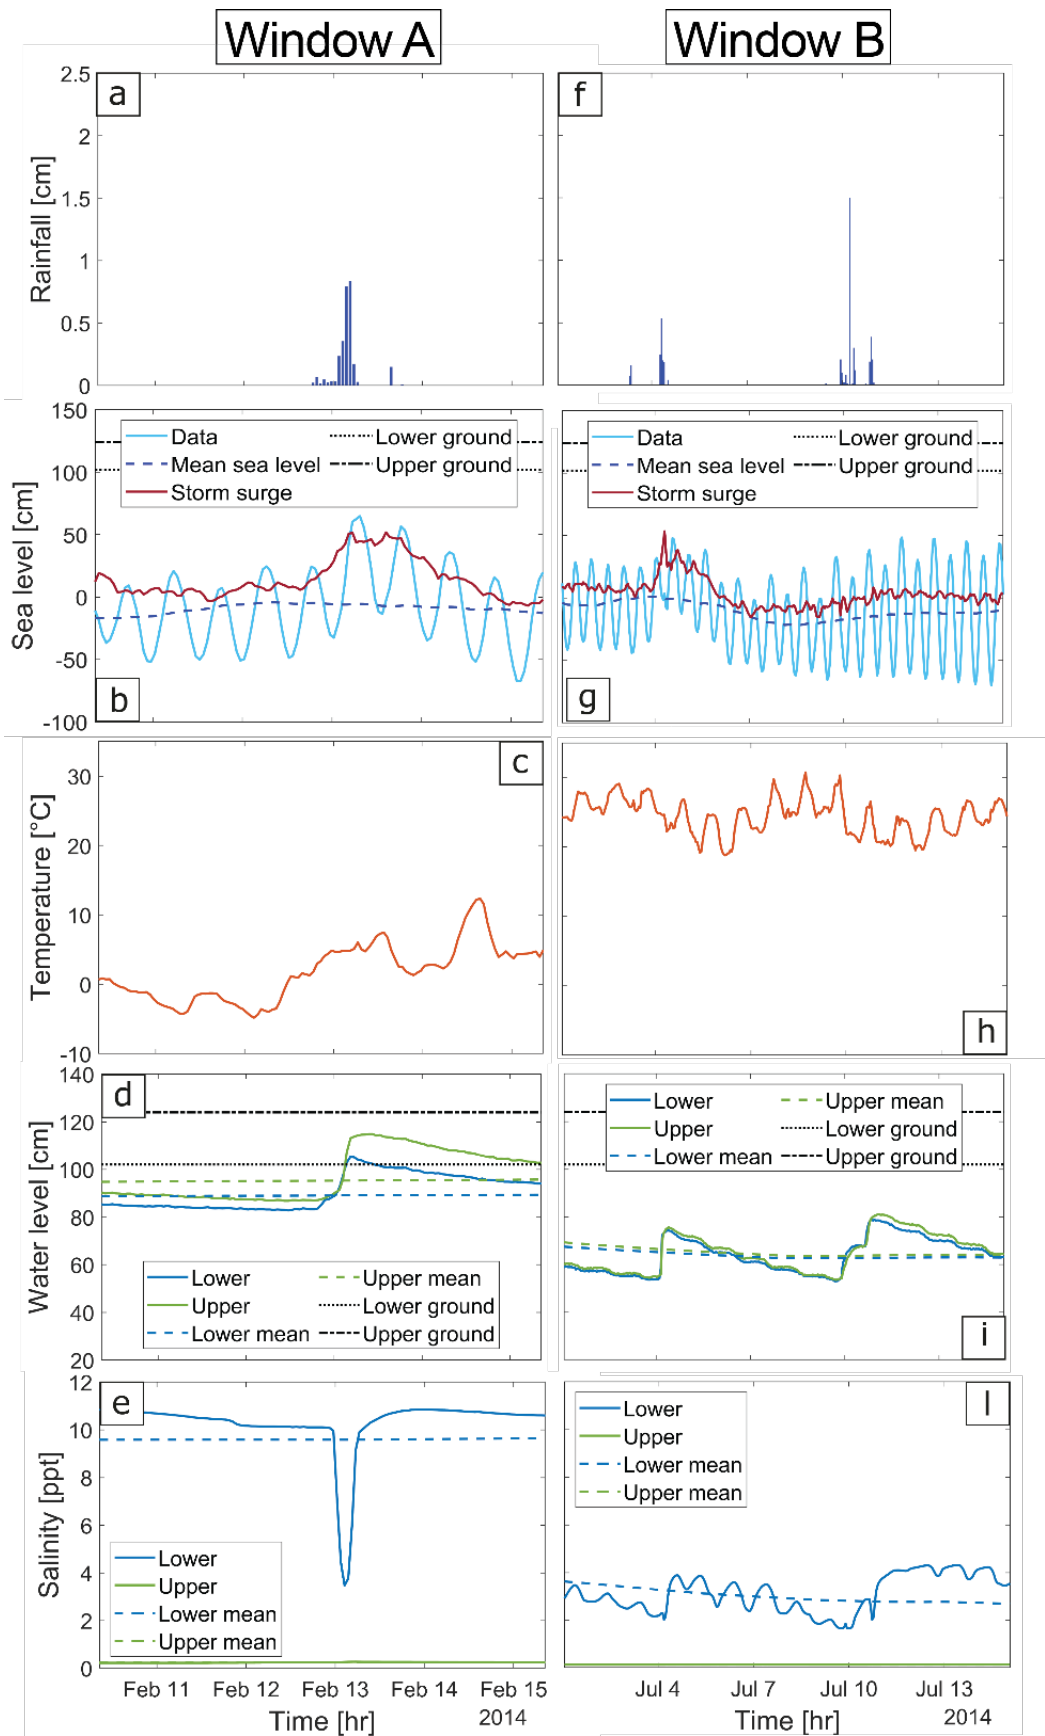 Window A
Window B
a
f
Rainfall [cm]
2.5
2
1.5
1
0.5
0
b
g
Sea level [cm]
150
100
50
0
-50
-100
Data
Mean sea level
Storm surge
Lower ground
Upper ground
Data
Mean sea level
Storm surge
Lower ground
Upper ground
c
h
Temperature [°C]
30
20
10
0
-10
d
i
Water level [cm]
140
120
100
80
60
40
20
Lower
Upper
Lower mean
Upper mean
Lower ground
Upper ground
Lower
Upper
Lower mean
Upper mean
Lower ground
Upper ground
e
l
Salinity [ppt]
12
10
8
6
4
2
0
Lower
Upper
Lower mean
Upper mean
Lower
Upper
Lower mean
Upper mean
Feb 11 Feb 12 Feb 13 Feb 14 Feb 15
Time [hr]
2014
Jul 4 Jul 7 Jul 10 Jul 13
Time [hr]
2014